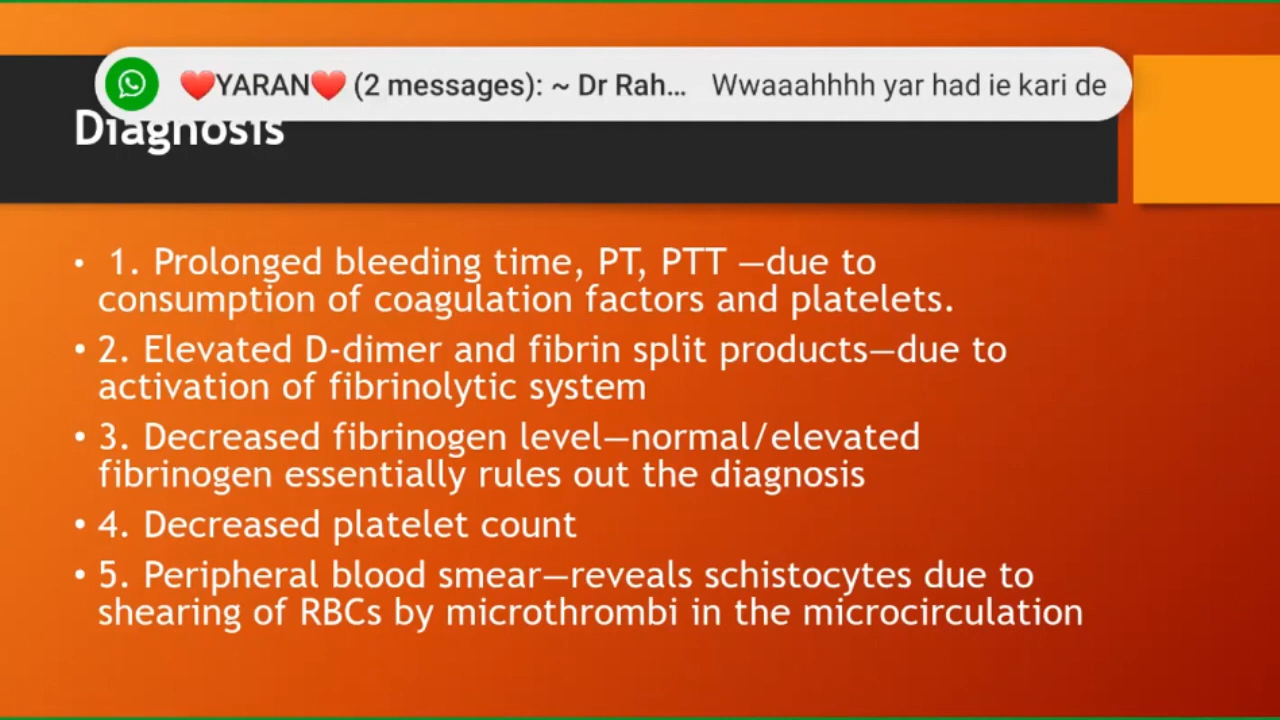 ❤️YARAN❤️ (2 messages): ~ Dr Rah... Wwaaahhhh yar had ie kari de
Diagnosis
• 1. Prolonged bleeding time, PT, PTT —due to
consumption of coagulation factors and platelets.
• 2. Elevated D-dimer and fibrin split products—due to
activation of fibrinolytic system
• 3. Decreased fibrinogen level—normal/elevated
fibrinogen essentially rules out the diagnosis
• 4. Decreased platelet count
• 5. Peripheral blood smear—reveals schistocytes due to
shearing of RBCs by microthrombi in the microcirculation